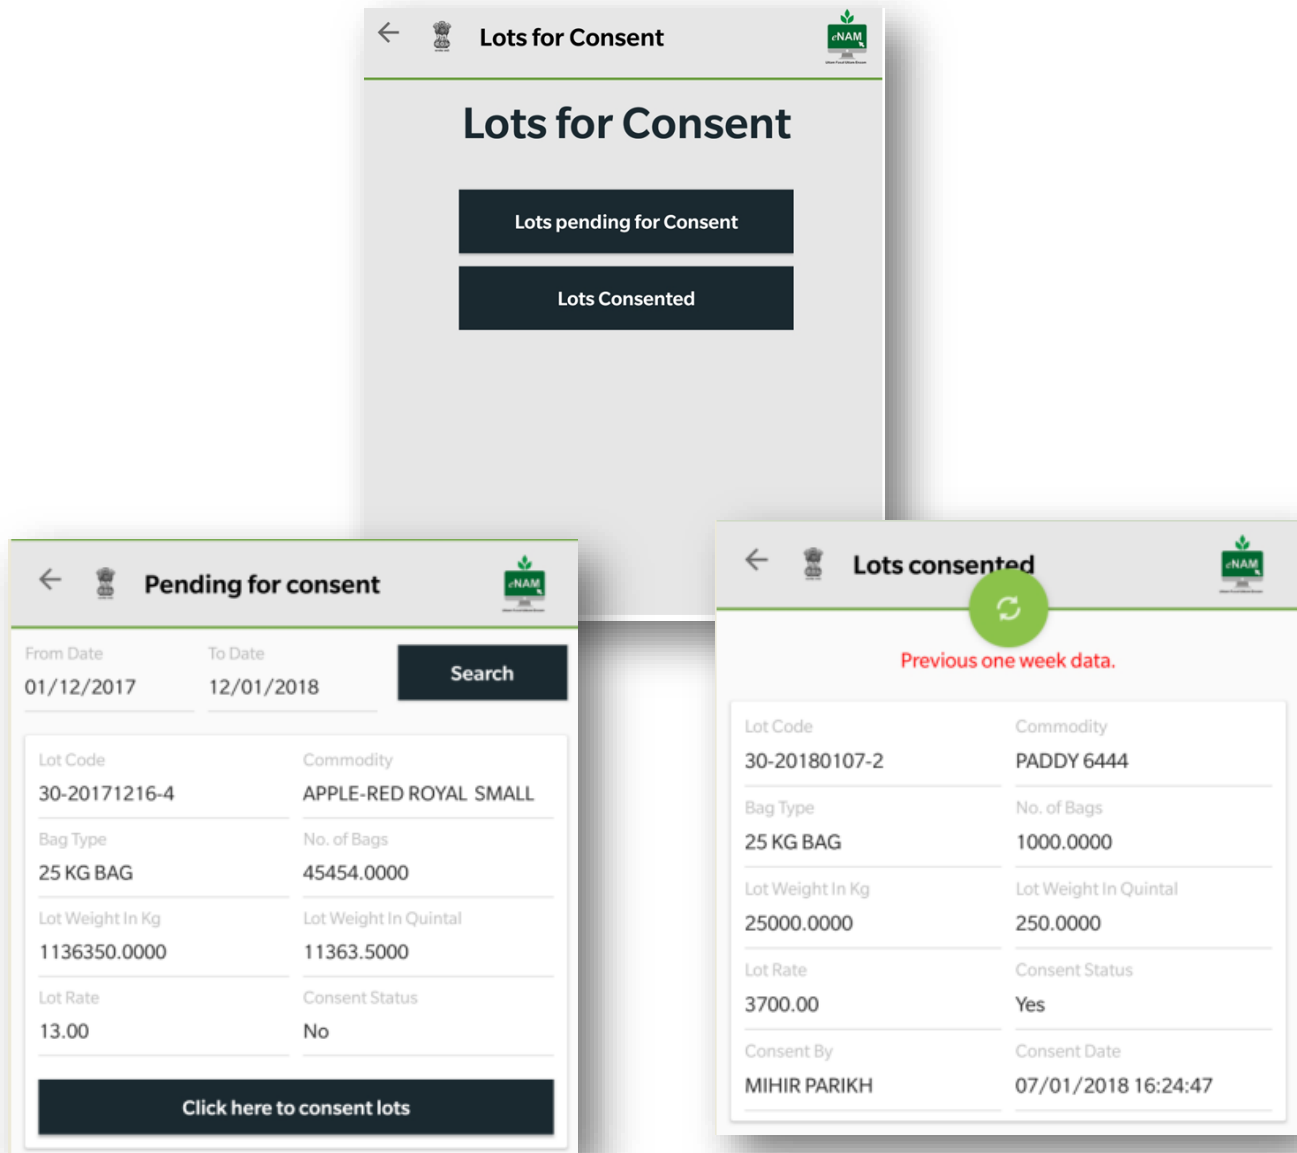 Lots for Consent
eNAM
Lots for Consent
Lots pending for Consent
Lots Consented
Pending for consent
eNAM
From Date To Date
01/12/2017 12/01/2018 Search
Lot Code Commodity
30-20171216-4 APPLE-RED ROYAL SMALL
Bag Type No. of Bags
25 KG BAG 45454.0000
Lot Weight In Kg Lot Weight In Quintal
1136350.0000 11363.5000
Lot Rate Consent Status
13.00 No
Click here to consent lots
Lots consented
eNAM
Previous one week data.
Lot Code Commodity
30-20180107-2 PADDY 6444
Bag Type No. of Bags
25 KG BAG 1000.0000
Lot Weight In Kg Lot Weight In Quintal
25000.0000 250.0000
Lot Rate Consent Status
3700.00 Yes
Consent By Consent Date
MIHIR PARIKH 07/01/2018 16:24:47